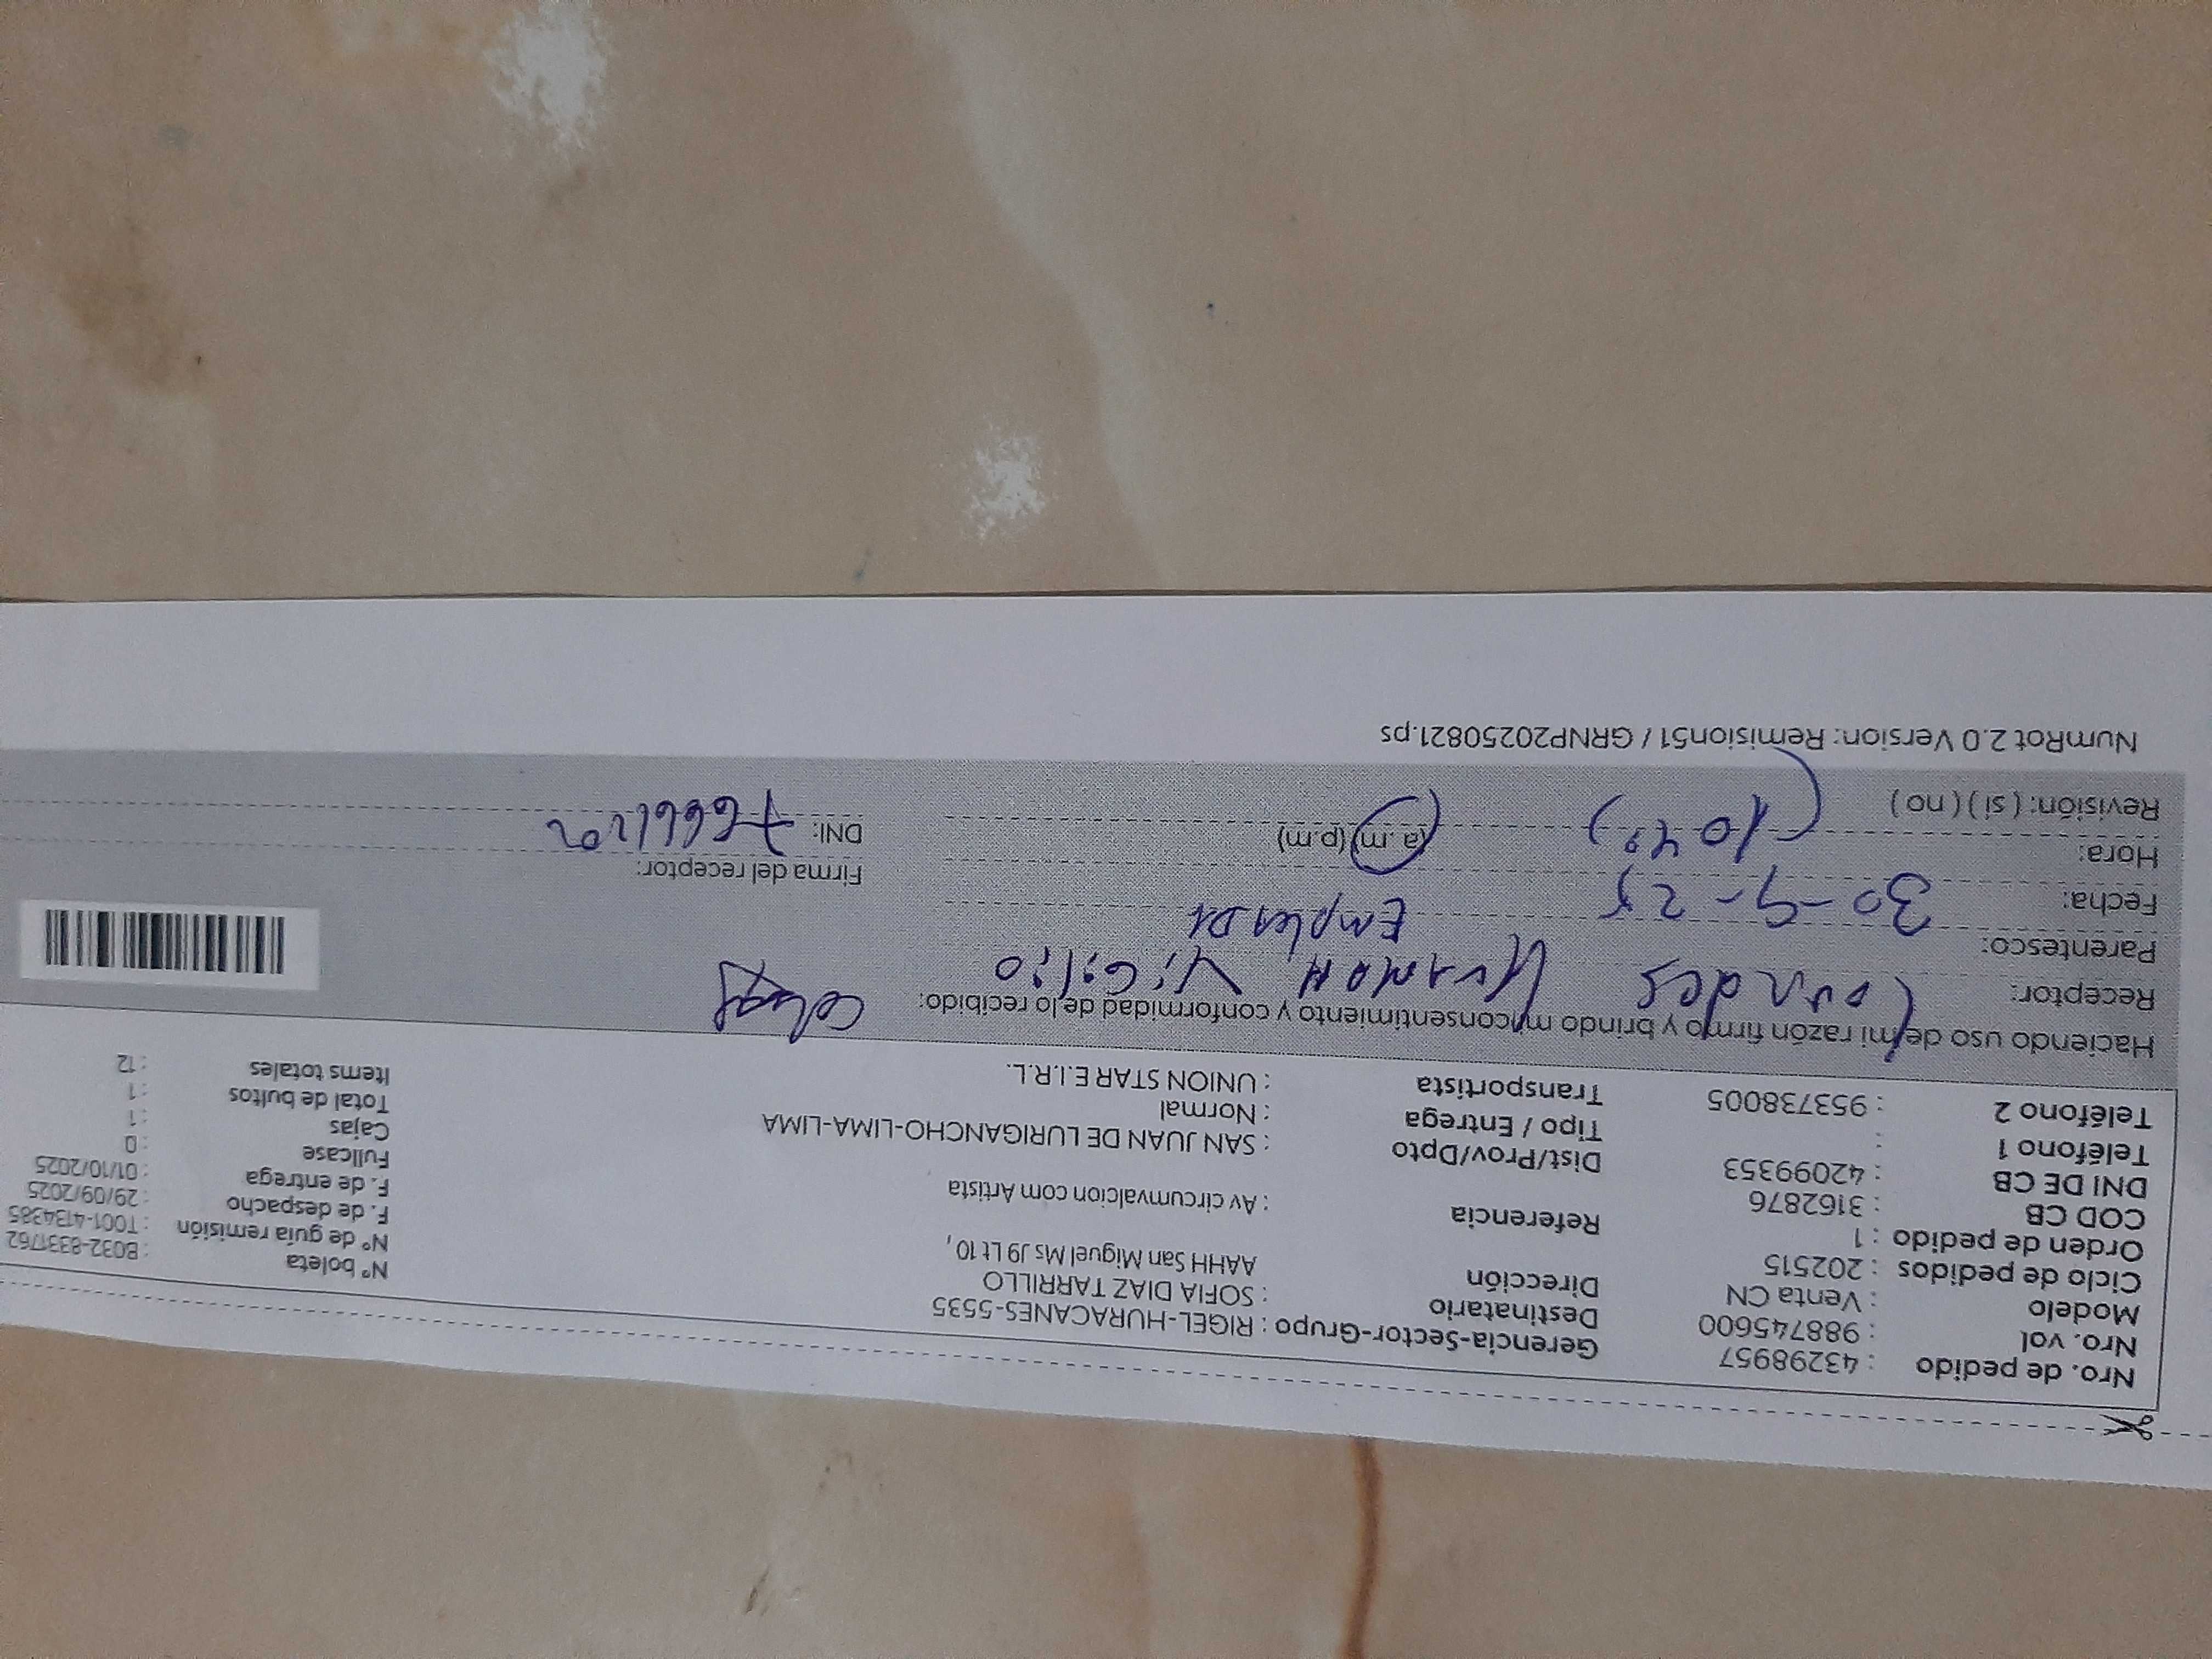 Nro. de pedido : 43298957 Gerencia-Sector-Grupo : RIGEL-HURACANES-5535 N° boleta : B032-8331762
Nro. vol : 988745600 Destinatario : SOFIA DIAZ TARRILLO N° de guía remisión : T001-4134385
Modelo : Venta CN Dirección AAHH San Miguel Ms J9 Lt 10, F. de despacho : 29/09/2025
Ciclo de pedidos : 202515 F. de entrega : 01/10/2025
Orden de pedido : 1 Referencia : Av circumvalcion com Artista Fullcase : 0
COD CB : 3162876 Cajas : 1
DNI DE CB : 42099353 Dist/Prov/Dpto : SAN JUAN DE LURIGANCHO-LIMA-LIMA Total de bultos : 1
Teléfono 1 : Tipo / Entrega : Normal Items totales : 12
Teléfono 2 : 953738005 Transportista : UNION STAR E.I.R.L.
Haciendo uso de mi razón firmo y brindo mi consentimiento y conformidad de lo recibido:
Receptor: Lourdes Huaman
Parentesco: Empleada
Fecha: 30-9-25 Firma del receptor:
Hora: (a.m) (p.m) DNI:
Revisión: ( si ) ( no )
NumRot 2.0 Version: Remision51 / GRNP20250821.ps